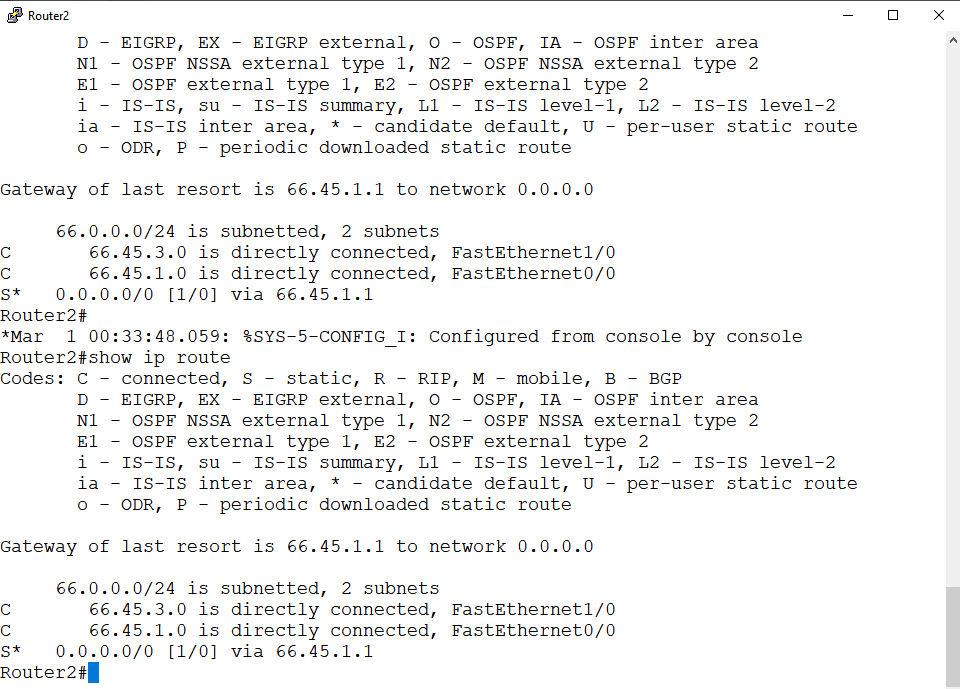 Router2
D - EIGRP, EX - EIGRP external, O - OSPF, IA - OSPF inter area
N1 - OSPF NSSA external type 1, N2 - OSPF NSSA external type 2
E1 - OSPF external type 1, E2 - OSPF external type 2
i - IS-IS, su - IS-IS summary, L1 - IS-IS level-1, L2 - IS-IS level-2
ia - IS-IS inter area, * - candidate default, U - per-user static route
o - ODR, P - periodic downloaded static route
Gateway of last resort is 66.45.1.1 to network 0.0.0.0
66.0.0.0/24 is subnetted, 2 subnets
C       66.45.3.0 is directly connected, FastEthernet1/0
C       66.45.1.0 is directly connected, FastEthernet0/0
S*   0.0.0.0/0 [1/0] via 66.45.1.1
Router2#
*Mar  1 00:33:48.059: %SYS-5-CONFIG_I: Configured from console by console
Router2#show ip route
Codes: C - connected, S - static, R - RIP, M - mobile, B - BGP
D - EIGRP, EX - EIGRP external, O - OSPF, IA - OSPF inter area
N1 - OSPF NSSA external type 1, N2 - OSPF NSSA external type 2
E1 - OSPF external type 1, E2 - OSPF external type 2
i - IS-IS, su - IS-IS summary, L1 - IS-IS level-1, L2 - IS-IS level-2
ia - IS-IS inter area, * - candidate default, U - per-user static route
o - ODR, P - periodic downloaded static route
Gateway of last resort is 66.45.1.1 to network 0.0.0.0
66.0.0.0/24 is subnetted, 2 subnets
C       66.45.3.0 is directly connected, FastEthernet1/0
C       66.45.1.0 is directly connected, FastEthernet0/0
S*   0.0.0.0/0 [1/0] via 66.45.1.1
Router2#